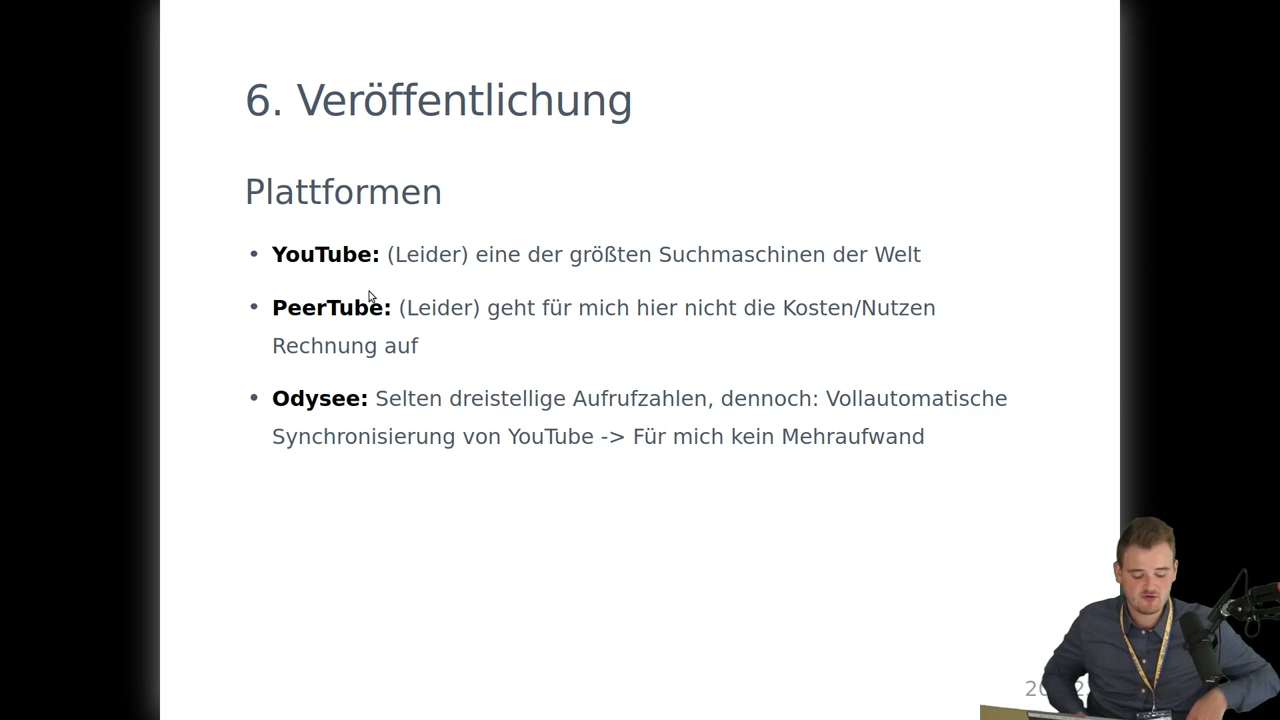 6. Veröffentlichung
Plattformen
• YouTube: (Leider) eine der größten Suchmaschinen der Welt
• PeerTube: (Leider) geht für mich hier nicht die Kosten/Nutzen
Rechnung auf
• Odysee: Selten dreistellige Aufrufzahlen, dennoch: Vollautomatische
Synchronisierung von YouTube -> Für mich kein Mehraufwand